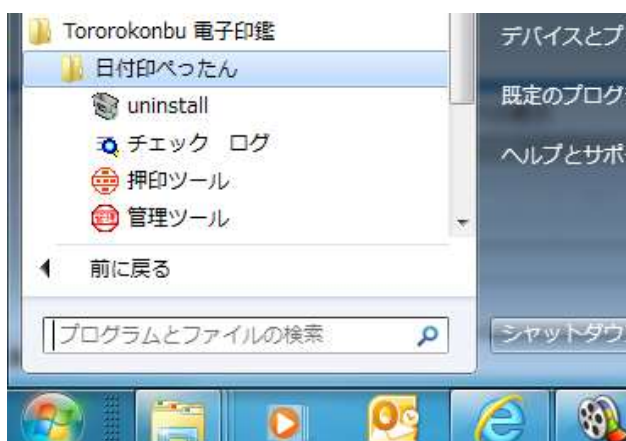 Tororokonbu 電子印鑑
日付印ぺったん
uninstall
チェック ログ
押印ツール
管理ツール
前に戻る
プログラムとファイルの検索
デバイスとプ
既定のプログ
ヘルプとサポー
シャットダウ